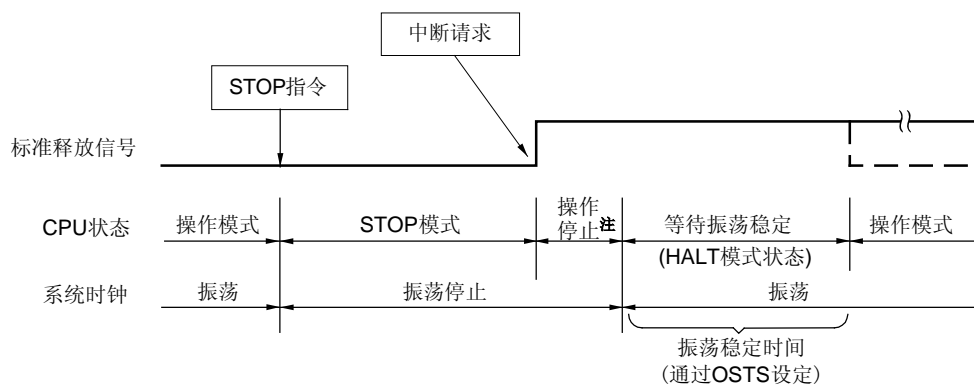 中断请求
STOP指令
标准释放信号
CPU状态
操作模式
STOP模式
操作
停止注
等待振荡稳定
(HALT模式状态)
操作模式
系统时钟
振荡
振荡停止
振荡
振荡稳定时间
(通过OSTS设定)